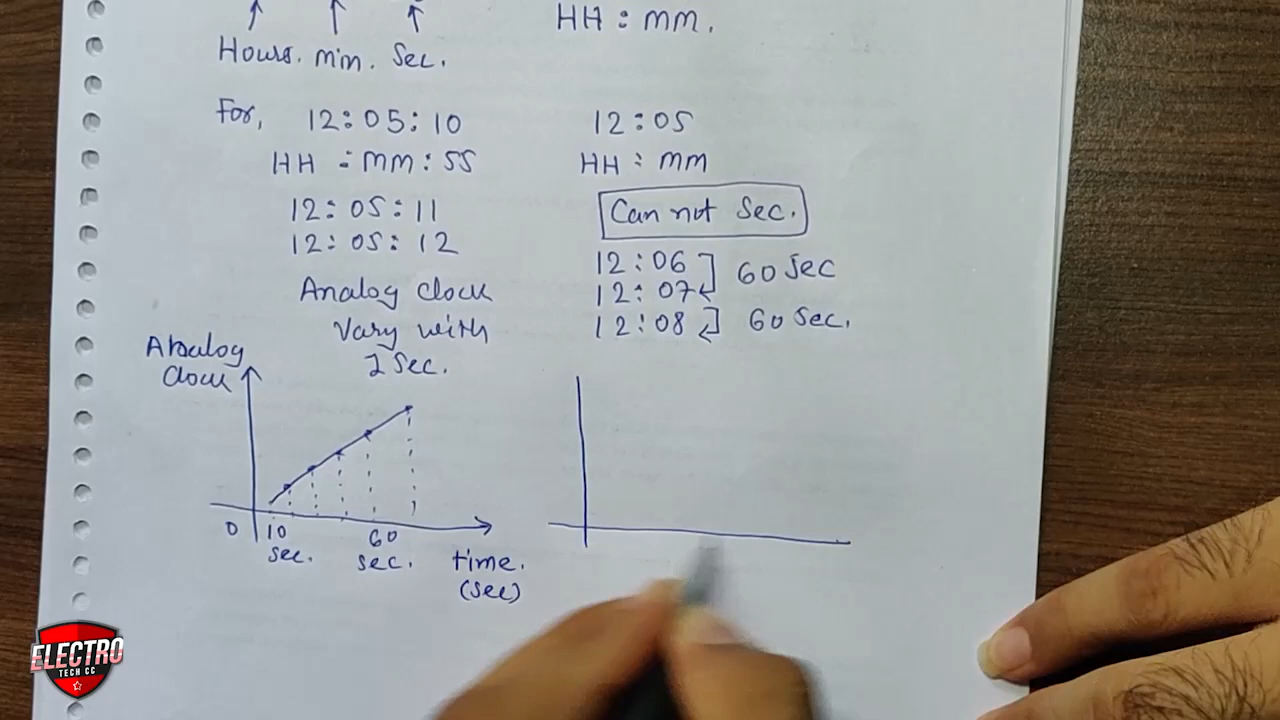 Hours. min. Sec.
HH : mm.
For, 12:05:10
HH : mm : SS
12:05:11
12:05:12
Analog clock
Vary with
1 Sec.
12:05
HH : mm
Can not Sec.
12:06
12:07
60 Sec
12:08
60 Sec.
Analog
Clock
0
10
sec.
60
sec.
time.
(Sec)
ELECTRO
TECH CC